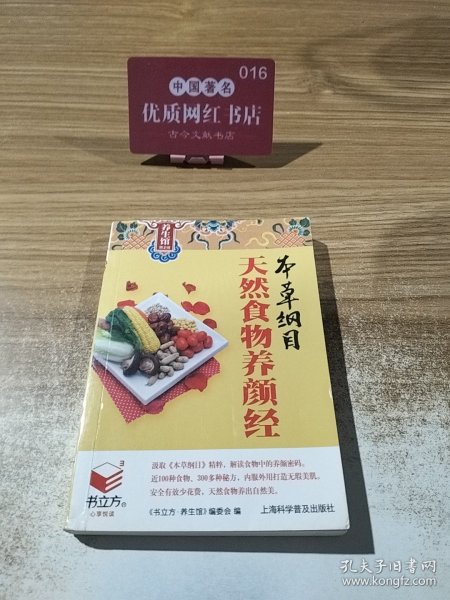 016
中国著名
优质网红书店
古今文献书店
养生馆
本草纲目
天然食物养颜经
汲取《本草纲目》精粹，解读食物中的养颜密码。
近100种食物、300多种秘方，内服外用打造无瑕美肌。
安全有效少花费，天然食物养出自然美。
书立方
心享悦读
《书立方·养生馆》编委会 编
上海科学普及出版社
孔夫子旧书网
www.kongfz.com